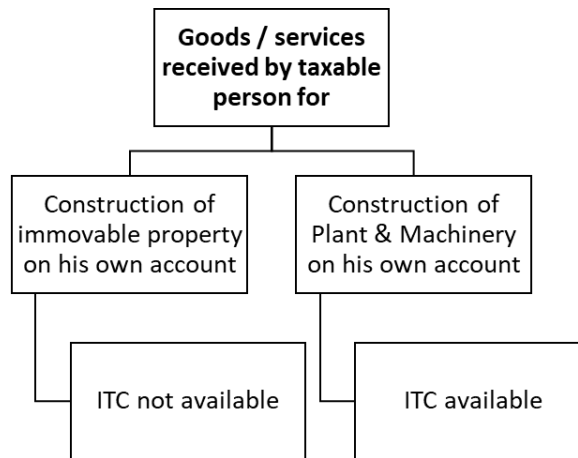 Goods / services
received by taxable
person for
Construction of
immovable property
on his own account
Construction of
Plant & Machinery
on his own account
ITC not available
ITC available